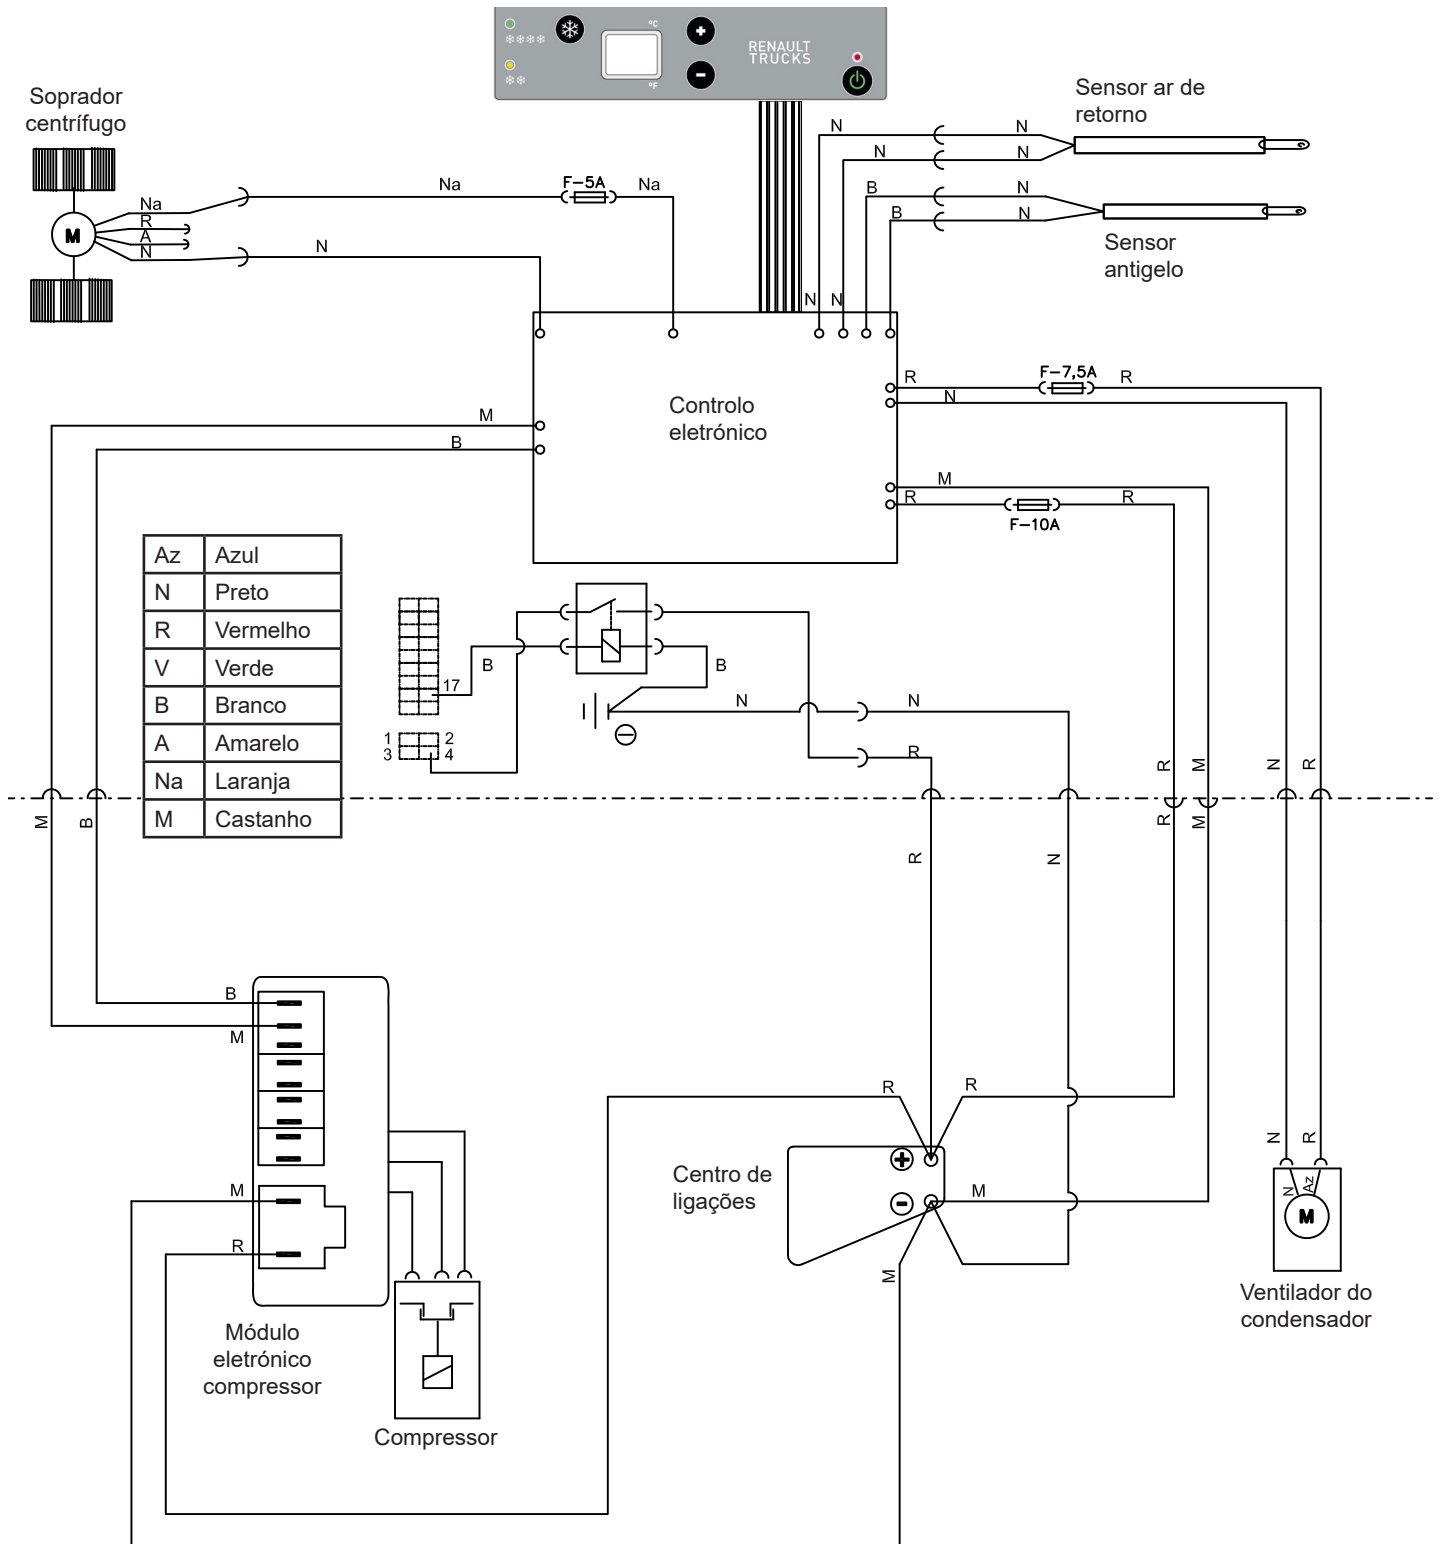 °C
°F
RENAULT
TRUCKS
Soprador
centrífugo
Sensor ar de
retorno
Sensor
antigelo
N
N
N
N
B
N
B
N
N
N
Na
R
A
N
M
Na
F-5A
Na
N
Controlo
eletrónico
R
F-7,5A
R
N
M
R
F-10A
R
M
B
Az Azul
N Preto
R Vermelho
V Verde
B Branco
A Amarelo
Na Laranja
M Castanho
17
B
B
1 2
3 4
N
N
R
R
M
N
R
M
B
R
M
R
N
B
M
M
R
R
R
Centro de
ligações
+
-
M
M
N
R
N
Az
M
Ventilador do
condensador
Módulo
eletrónico
compressor
Compressor